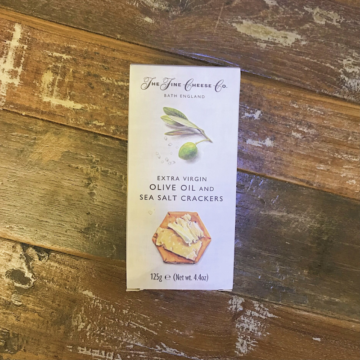 The Fine Cheese Co.
BATH ENGLAND
EXTRA VIRGIN
OLIVE OIL AND
SEA SALT CRACKERS
125g ℮ (Net wt. 4.4oz)